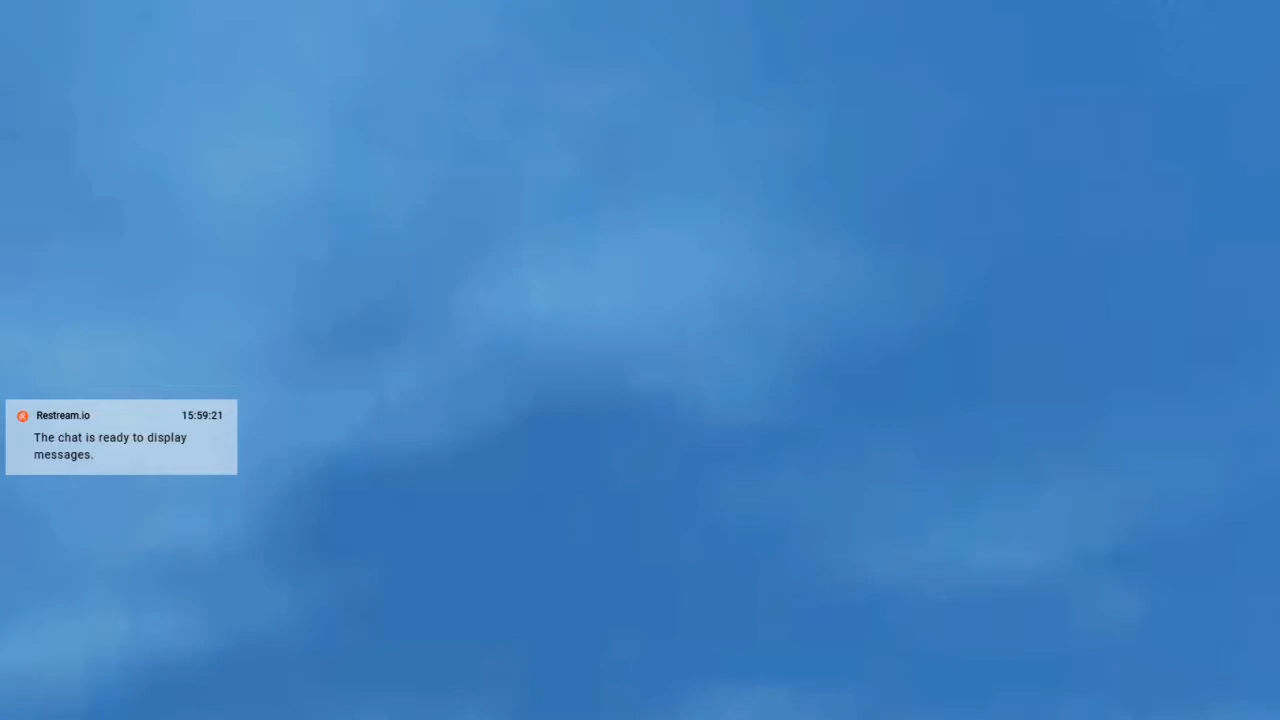 Restream.io 15:59:21
The chat is ready to display
messages.